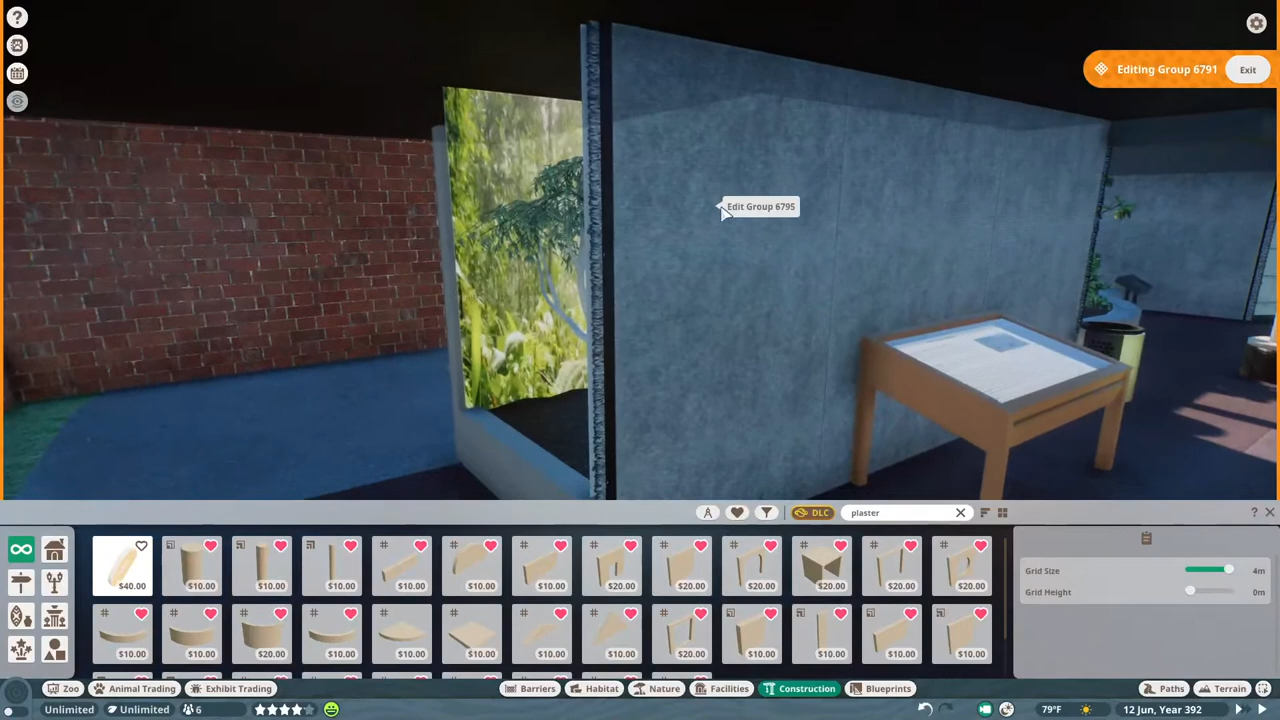 Editing Group 6791
Exit
Edit Group 6795
DLC
plaster
$40.00
$10.00
$10.00
$10.00
$10.00
$10.00
$10.00
$20.00
$20.00
$20.00
$20.00
$20.00
$20.00
$10.00
$10.00
$20.00
$10.00
$10.00
$10.00
$10.00
$10.00
$20.00
$10.00
$10.00
$10.00
$10.00
Grid Size
4m
Grid Height
0m
Zoo
Animal Trading
Exhibit Trading
Barriers
Habitat
Nature
Facilities
Construction
Blueprints
Paths
Terrain
Unlimited
Unlimited
6
79°F
12 Jun, Year 392